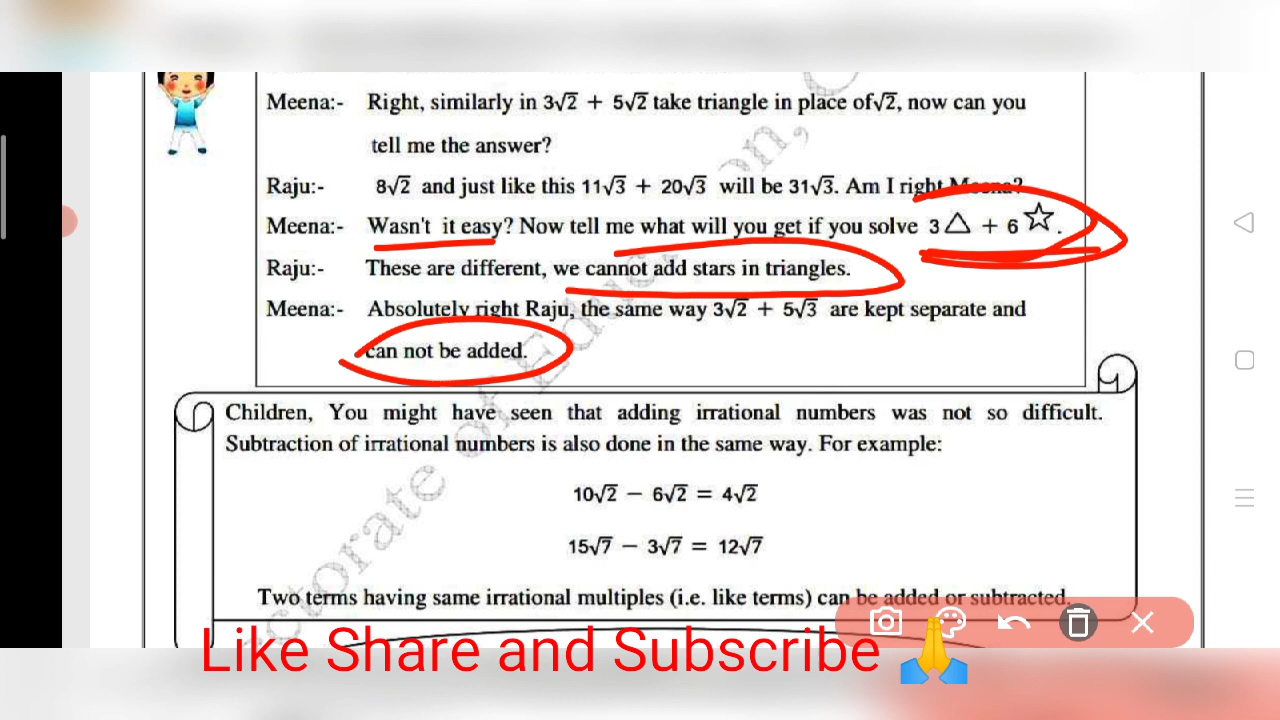 Meena:- Right, similarly in 3√2 + 5√2 take triangle in place of√2, now can you
tell me the answer?
Raju:- 8√2 and just like this 11√3 + 20√3 will be 31√3. Am I right Meena?
Meena:- Wasn't it easy? Now tell me what will you get if you solve 3 △ + 6 ☆.
Raju:- These are different, we cannot add stars in triangles.
Meena:- Absolutely right Raju, the same way 3√2 + 5√3 are kept separate and
can not be added.
Children, You might have seen that adding irrational numbers was not so difficult.
Subtraction of irrational numbers is also done in the same way. For example:
10√2 − 6√2 = 4√2
15√7 − 3√7 = 12√7
Two terms having same irrational multiples (i.e. like terms) can be added or subtracted.
Like Share and Subscribe 🙏